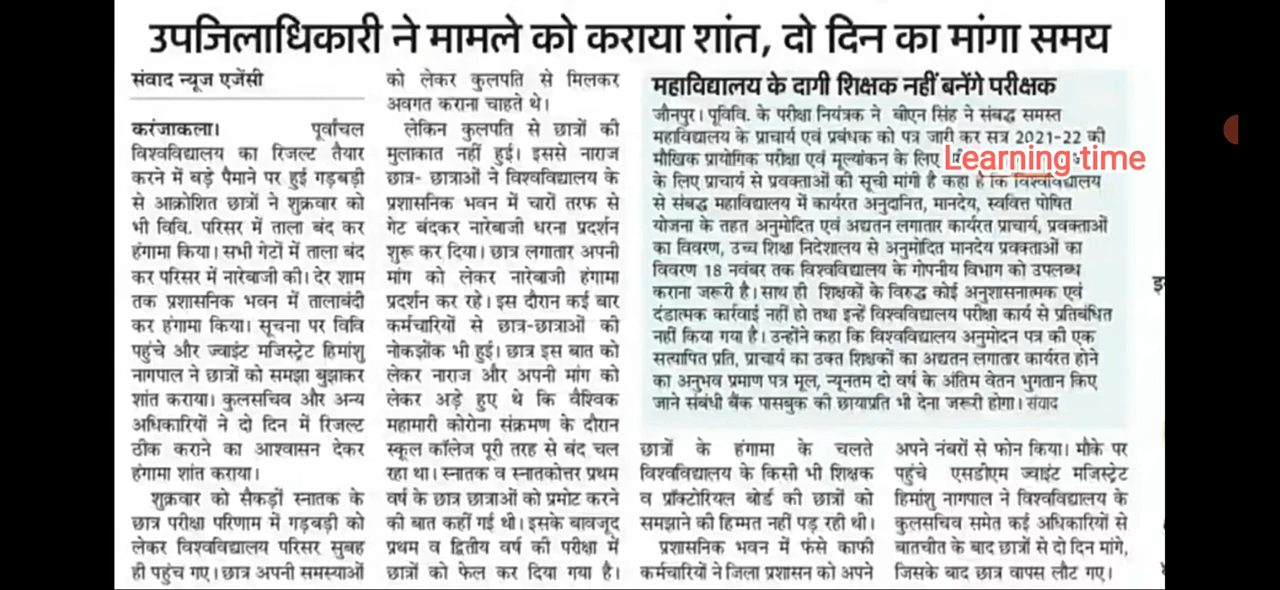 उपजिलाधिकारी ने मामले को कराया शांत, दो दिन का मांगा समय
संवाद न्यूज एजेंसी
करंजाकला। पूर्वांचल
विश्वविद्यालय का रिजल्ट तैयार
करने में बड़े पैमाने पर हुई गड़बड़ी
से आक्रोशित छात्रों ने शुक्रवार को
भी विवि. परिसर में ताला बंद कर
हंगामा किया। सभी गेटों में ताला बंद
कर परिसर में नारेबाजी की। देर शाम
तक प्रशासनिक भवन में तालाबंदी
कर हंगामा किया। सूचना पर विवि
पहुंचे और ज्वाइंट मजिस्ट्रेट हिमांशु
नागपाल ने छात्रों को समझा बुझाकर
शांत कराया। कुलसचिव और अन्य
अधिकारियों ने दो दिन में रिजल्ट
ठीक कराने का आश्वासन देकर
हंगामा शांत कराया।
शुक्रवार को सैकड़ों स्नातक के
छात्र परीक्षा परिणाम में गड़बड़ी को
लेकर विश्वविद्यालय परिसर सुबह
ही पहुंच गए। छात्र अपनी समस्याओं
को लेकर कुलपति से मिलकर
अवगत कराना चाहते थे।
लेकिन कुलपति से छात्रों की
मुलाकात नहीं हुई। इससे नाराज
छात्र- छात्राओं ने विश्वविद्यालय के
प्रशासनिक भवन में चारों तरफ से
गेट बंदकर नारेबाजी धरना प्रदर्शन
शुरू कर दिया। छात्र लगातार अपनी
मांग को लेकर नारेबाजी हंगामा
प्रदर्शन कर रहे। इस दौरान कई बार
कर्मचारियों से छात्र-छात्राओं की
नोकझोंक भी हुई। छात्र इस बात को
लेकर नाराज और अपनी मांग को
लेकर अड़े हुए थे कि वैश्विक
महामारी कोरोना संक्रमण के दौरान
स्कूल कॉलेज पूरी तरह से बंद चल
रहा था। स्नातक व स्नातकोत्तर प्रथम
वर्ष के छात्र छात्राओं को प्रमोट करने
की बात कहीं गई थी। इसके बावजूद
प्रथम व द्वितीय वर्ष की परीक्षा में
छात्रों को फेल कर दिया गया है।
महाविद्यालय के दागी शिक्षक नहीं बनेंगे परीक्षक
जौनपुर। पूविवि. के परीक्षा नियंत्रक ने बीएन सिंह ने संबद्ध समस्त
महाविद्यालय के प्राचार्य एवं प्रबंधक को पत्र जारी कर सत्र 2021-22 की
मौखिक प्रायोगिक परीक्षा एवं मूल्यांकन के लिए
Learning time
के लिए प्राचार्य से प्रवक्ताओं की सूची मांगी है कहा है कि विश्वविद्यालय
से संबद्ध महाविद्यालय में कार्यरत अनुदानित, मानदेय, स्ववित्त पोषित
योजना के तहत अनुमोदित एवं अद्यतन लगातार कार्यरत प्राचार्य, प्रवक्ताओं
का विवरण, उच्च शिक्षा निदेशालय से अनुमोदित मानदेय प्रवक्ताओं का
विवरण 18 नवंबर तक विश्वविद्यालय के गोपनीय विभाग को उपलब्ध
कराना जरूरी है। साथ ही शिक्षकों के विरुद्ध कोई अनुशासनात्मक एवं
दंडात्मक कार्रवाई नहीं हो तथा इन्हें विश्वविद्यालय परीक्षा कार्य से प्रतिबंधित
नहीं किया गया है। उन्होंने कहा कि विश्वविद्यालय अनुमोदन पत्र की एक
सत्यापित प्रति, प्राचार्य का उक्त शिक्षकों का अद्यतन लगातार कार्यरत होने
का अनुभव प्रमाण पत्र मूल, न्यूनतम दो वर्ष के अंतिम वेतन भुगतान किए
जाने संबंधी बैंक पासबुक की छायाप्रति भी देना जरूरी होगा। संवाद
छात्रों के हंगामा के चलते
विश्वविद्यालय के किसी भी शिक्षक
व प्रॉक्टोरियल बोर्ड की छात्रों को
समझाने की हिम्मत नहीं पड़ रही थी।
प्रशासनिक भवन में फंसे काफी
कर्मचारियों ने जिला प्रशासन को अपने
अपने नंबरों से फोन किया। मौके पर
पहुंचे एसडीएम ज्वाइंट मजिस्ट्रेट
हिमांशु नागपाल ने विश्वविद्यालय के
कुलसचिव समेत कई अधिकारियों से
बातचीत के बाद छात्रों से दो दिन मांगे,
जिसके बाद छात्र वापस लौट गए।